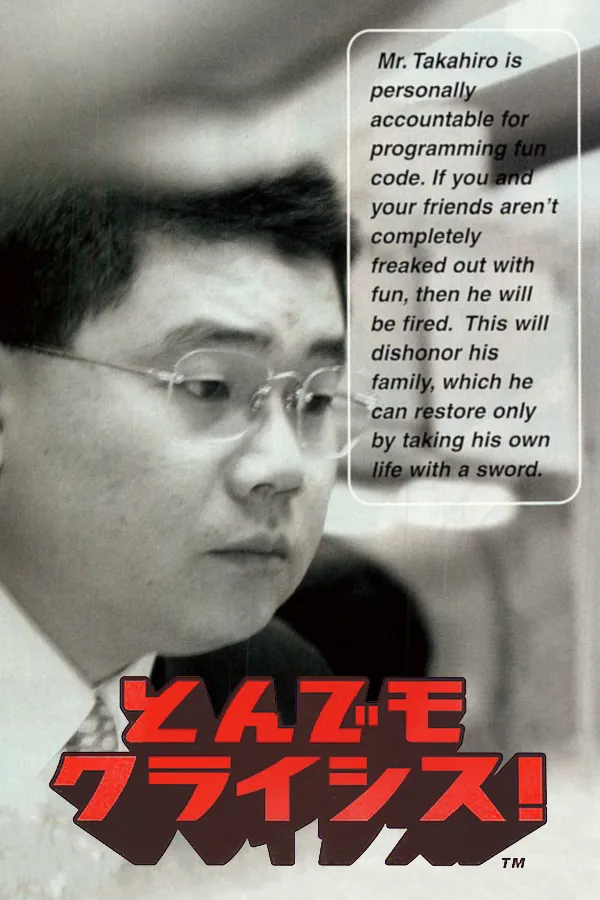 Mr. Takahiro is
personally
accountable for
programming fun
code. If you and
your friends aren't
completely
freaked out with
fun, then he will
be fired.  This will
dishonor his
family, which he
can restore only
by taking his own
life with a sword.
とんでモ
クライシス!
TM